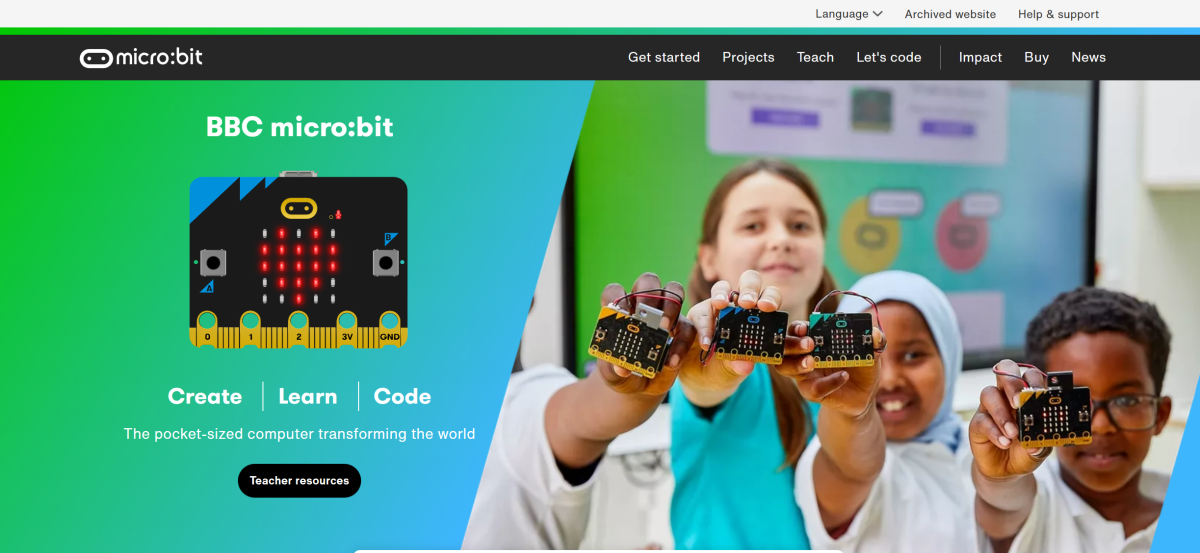 Language Archived website Help & support
micro:bit Get started Projects Teach Let's code Impact Buy News
BBC micro:bit
B
A
0 1 2 3V GND
Create Learn Code
The pocket-sized computer transforming the world
Teacher resources